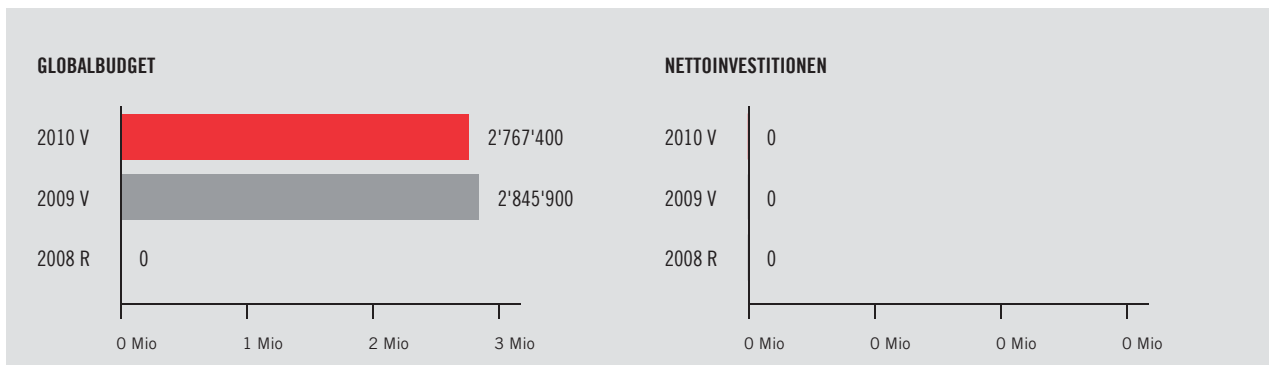 GLOBALBUDGET
2010 V 2'767'400
2009 V 2'845'900
2008 R 0
0 Mio 1 Mio 2 Mio 3 Mio
NETTOINVESTITIONEN
2010 V 0
2009 V 0
2008 R 0
0 Mio 0 Mio 0 Mio 0 Mio